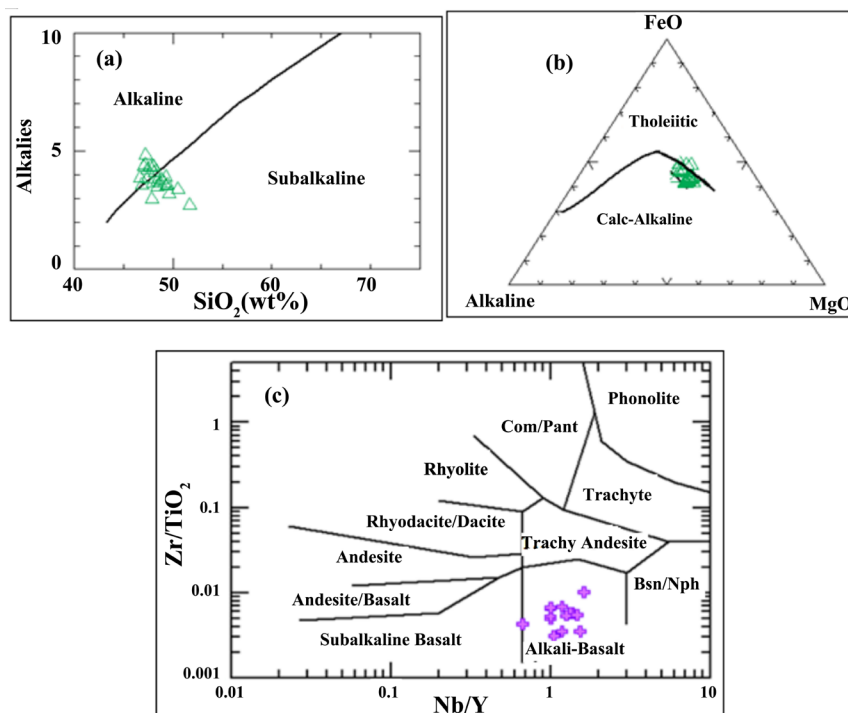 (a)
10
5
0
Alkalies
Alkaline
Subalkaline
40
50
60
70
SiO2(wt%)
(b)
FeO
Tholeiitic
Calc-Alkaline
Alkaline
MgO
(c)
1
0.1
0.01
0.001
Zr/TiO2
Phonolite
Com/Pant
Rhyolite
Trachyte
Rhyodacite/Dacite
Trachy Andesite
Andesite
Bsn/Nph
Andesite/Basalt
Subalkaline Basalt
Alkali-Basalt
0.01
0.1
1
10
Nb/Y